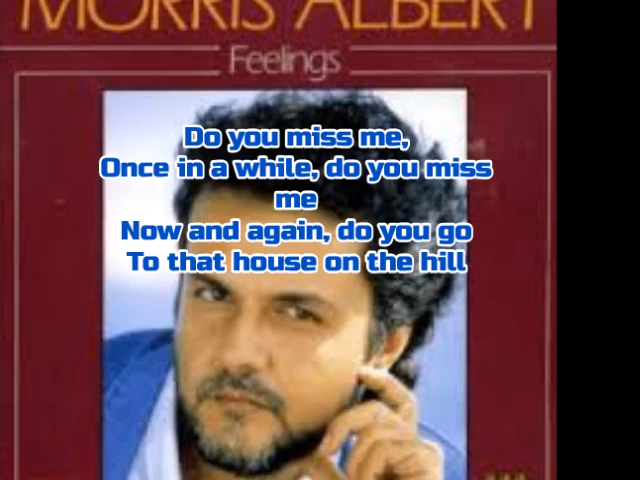 MORRIS ALBERT
Feelings
Do you miss me,
Once in a while, do you miss
me
Now and again, do you go
To that house on the hill